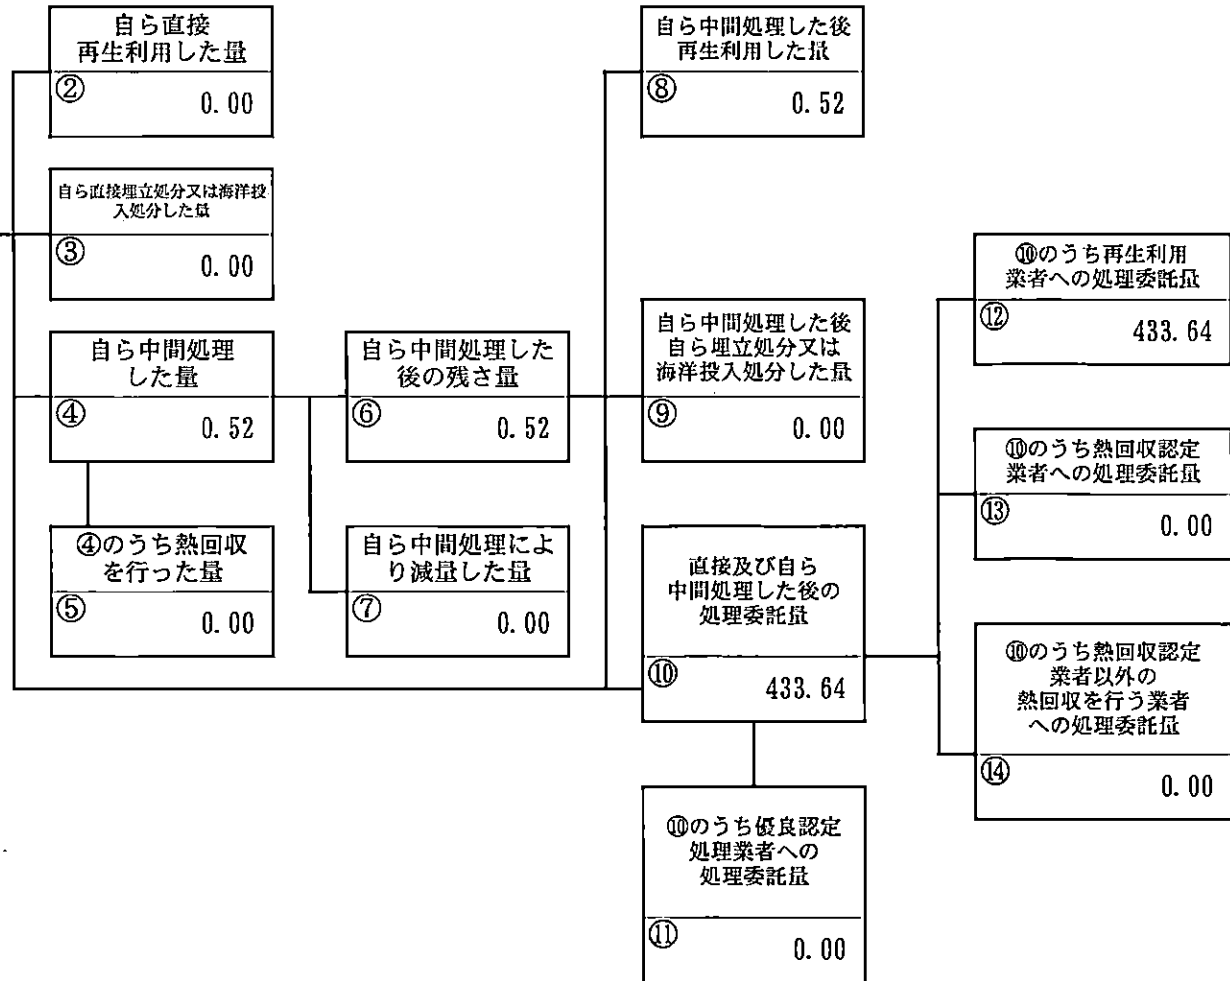 自ら直接
再生利用した量
②
0.00
自ら直接埋立処分又は海洋投
入処分した量
③
0.00
自ら中間処理
した量
④
0.52
④のうち熱回収
を行った量
⑤
0.00
自ら中間処理した
後の残さ量
⑥
0.52
自ら中間処理によ
り減量した量
⑦
0.00
自ら中間処理した後
再生利用した量
⑧
0.52
自ら中間処理した後
自ら埋立処分又は
海洋投入処分した量
⑨
0.00
直接及び自ら
中間処理した後の
処理委託量
⑩
433.64
⑩のうち優良認定
処理業者への
処理委託量
⑪
0.00
⑩のうち再生利用
業者への処理委託量
⑫
433.64
⑩のうち熱回収認定
業者への処理委託量
⑬
0.00
⑩のうち熱回収認定
業者以外の
熱回収を行う業者
への処理委託量
⑭
0.00